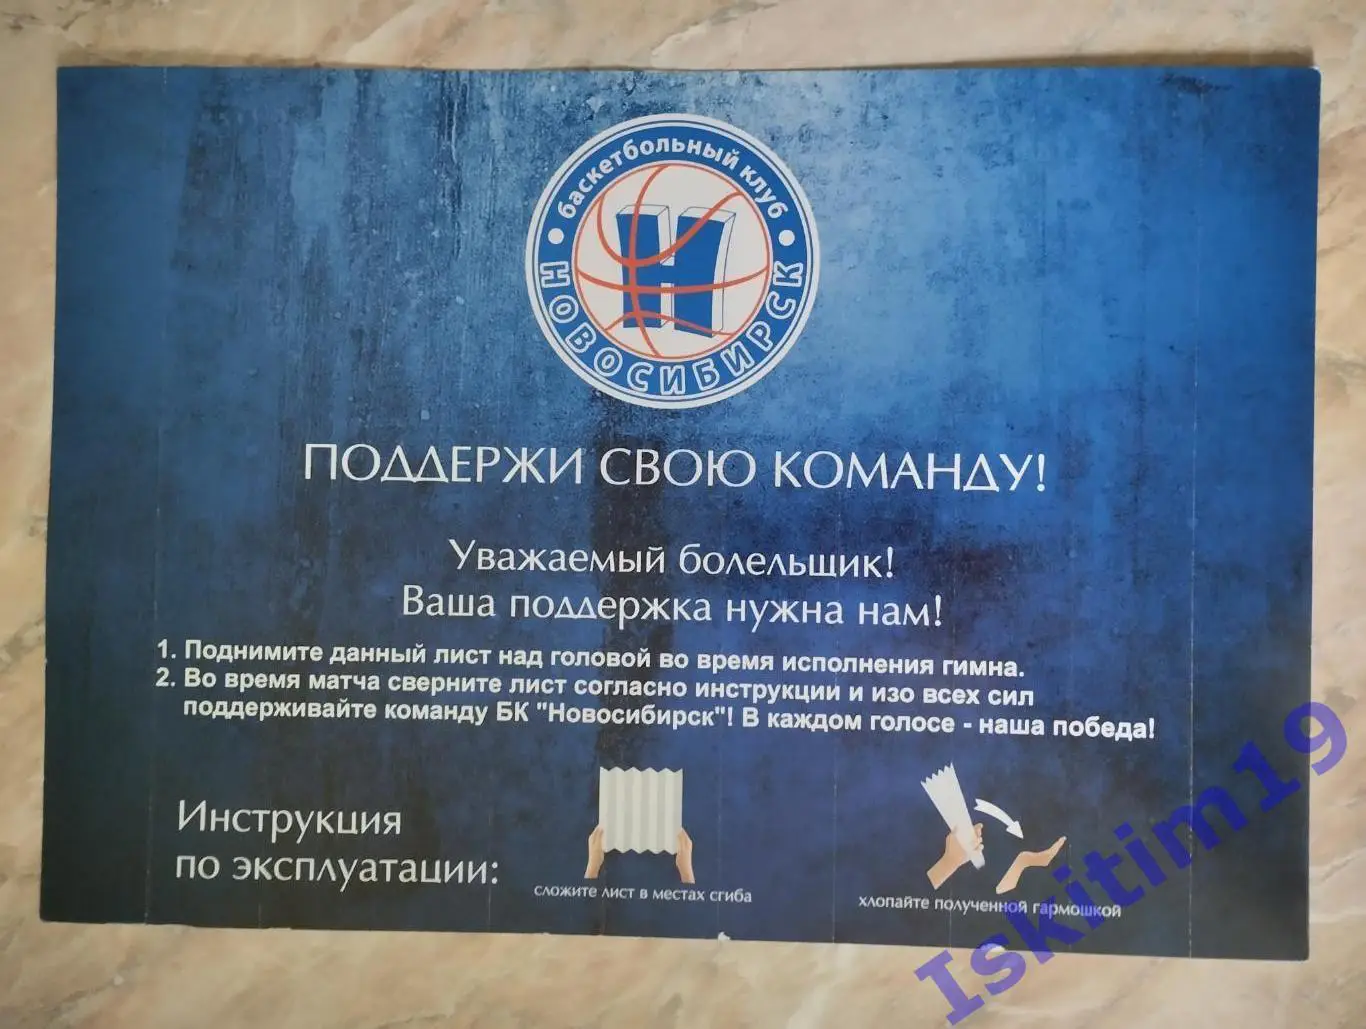 баскетбольный клуб
НОВОСИБИРСК
Н
ПОДДЕРЖИ СВОЮ КОМАНДУ!
Уважаемый болельщик!
Ваша поддержка нужна нам!
1. Поднимите данный лист над головой во время исполнения гимна.
2. Во время матча сверните лист согласно инструкции и изо всех сил
поддерживайте команду БК "Новосибирск"! В каждом голосе - наша победа!
Инструкция
по эксплуатации:
сложите лист в местах сгиба
хлопайте полученной гармошкой
Iskitim19